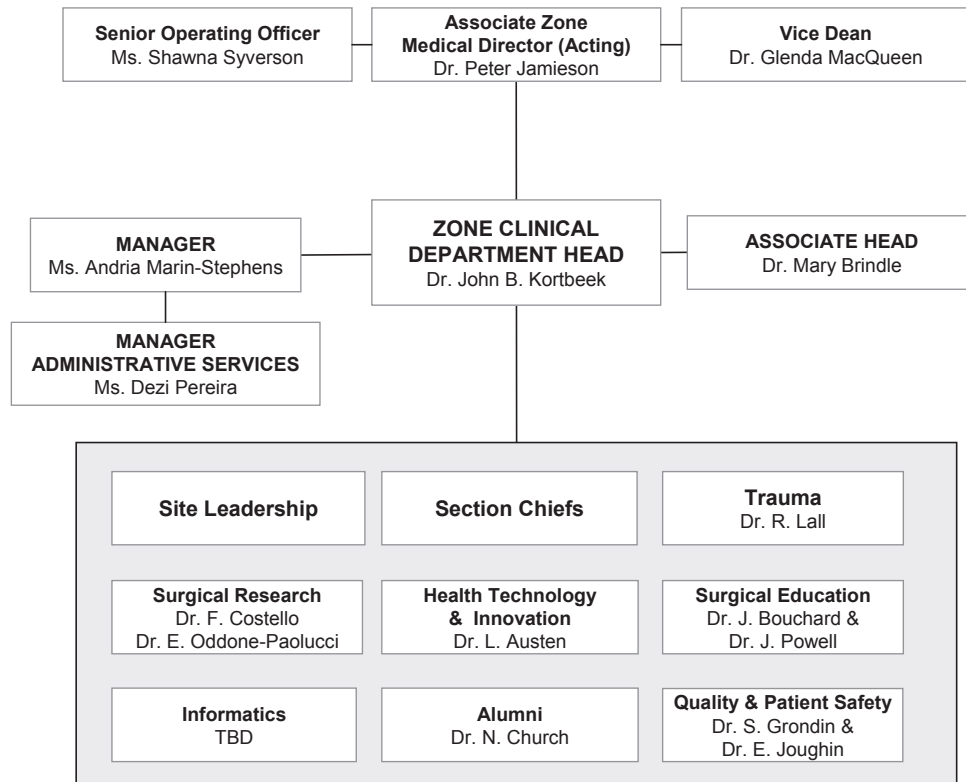 Senior Operating Officer
Ms. Shawna Syverson
Associate Zone
Medical Director (Acting)
Dr. Peter Jamieson
Vice Dean
Dr. Glenda MacQueen
MANAGER
Ms. Andria Marin-Stephens
ZONE CLINICAL
DEPARTMENT HEAD
Dr. John B. Kortbeek
ASSOCIATE HEAD
Dr. Mary Brindle
MANAGER
ADMINISTRATIVE SERVICES
Ms. Dezi Pereira
Site Leadership
Section Chiefs
Trauma
Dr. R. Lall
Surgical Research
Dr. F. Costello
Dr. E. Oddone-Paolucci
Health Technology
& Innovation
Dr. L. Austen
Surgical Education
Dr. J. Bouchard &
Dr. J. Powell
Informatics
TBD
Alumni
Dr. N. Church
Quality & Patient Safety
Dr. S. Grondin &
Dr. E. Joughin